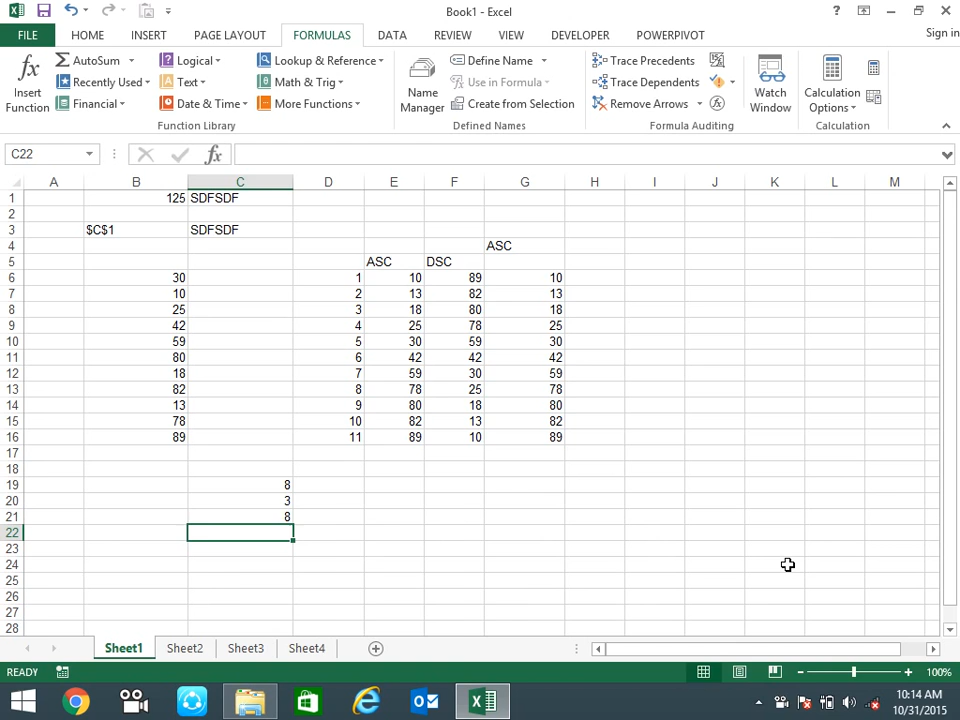 Book1 - Excel
?
FILE HOME INSERT PAGE LAYOUT FORMULAS DATA REVIEW VIEW DEVELOPER POWERPIVOT Sign in
fx Insert Function
AutoSum
Recently Used
Financial
Logical
Text
Date & Time
Lookup & Reference
Math & Trig
More Functions
Function Library
Name Manager
Define Name
Use in Formula
Create from Selection
Defined Names
Trace Precedents
Trace Dependents
Remove Arrows
Formula Auditing
Watch Window
Calculation Options
Calculation
C22 fx
A B C D E F G H I J K L M
1 125 SDFSDF
2
3 $C$1 SDFSDF
4 ASC
5 ASC DSC
6 30 1 10 89 10
7 10 2 13 82 13
8 25 3 18 80 18
9 42 4 25 78 25
10 59 5 30 59 30
11 80 6 42 42 42
12 18 7 59 30 59
13 82 8 78 25 78
14 13 9 80 18 80
15 78 10 82 13 82
16 89 11 89 10 89
17
18
19 8
20 3
21 8
22
23
24
25
26
27
28
Sheet1 Sheet2 Sheet3 Sheet4
READY 100%
10:14 AM
10/31/2015